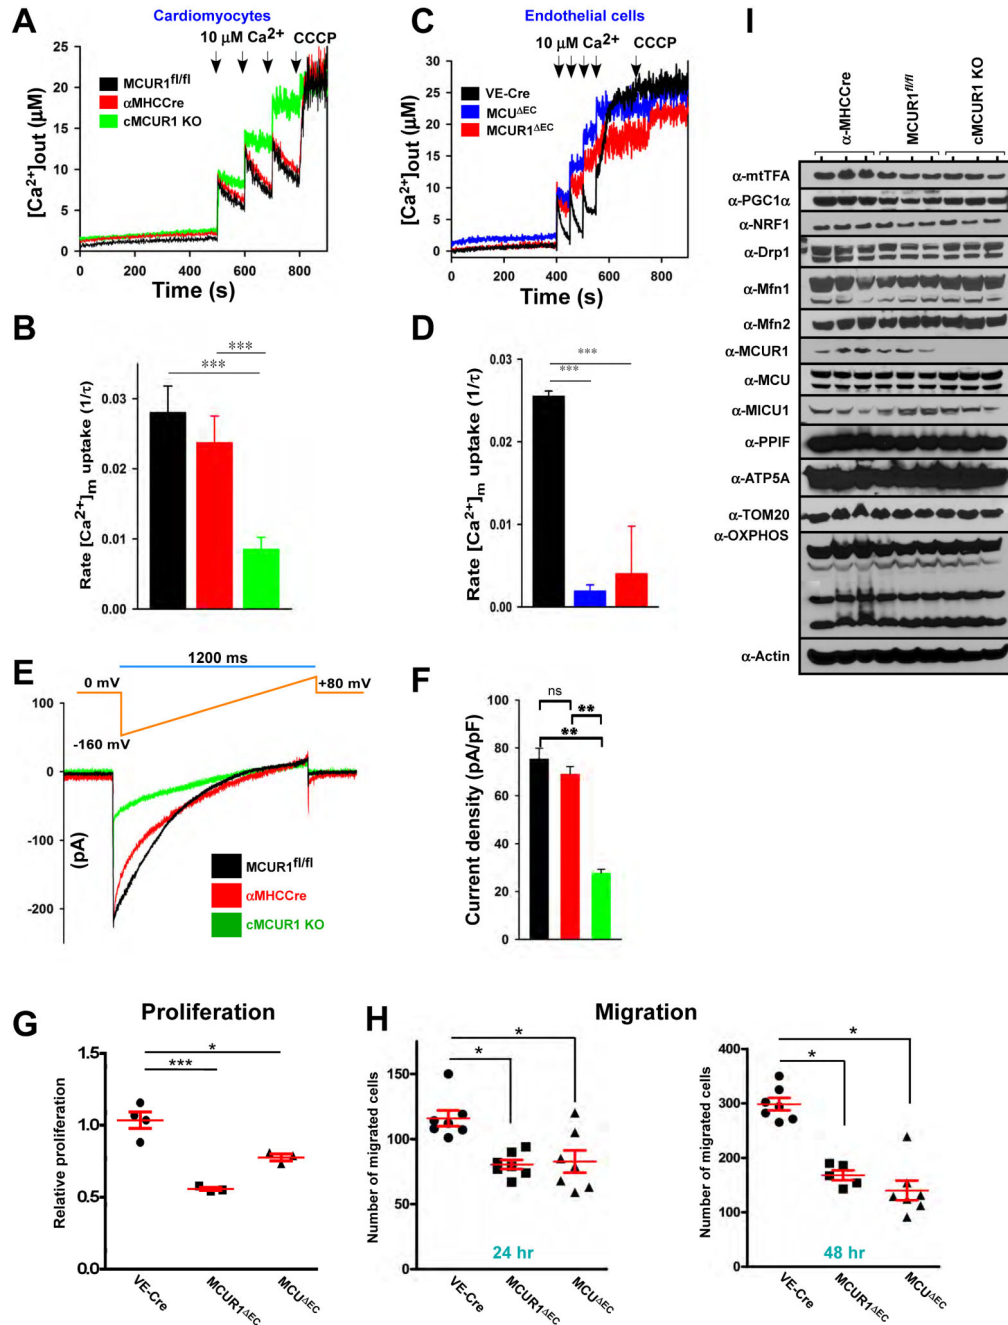 A
Cardiomyocytes
10 µM Ca2+ CCCP
MCUR1fl/fl
αMHCCre
cMCUR1 KO
[Ca2+]out (µM)
25
20
15
10
5
0
0 200 400 600 800
Time (s)
C
Endothelial cells
10 µM Ca2+ CCCP
VE-Cre
MCUΔEC
MCUR1ΔEC
[Ca2+]out (µM)
30
25
20
15
10
5
0
0 200 400 600 800
Time (s)
B
***
***
Rate [Ca2+]m uptake (1/τ)
0.03
0.02
0.01
0.00
D
***
***
Rate [Ca2+]m uptake (1/τ)
0.03
0.02
0.01
0.00
E
1200 ms
0 mV
+80 mV
-160 mV
100
0
-100
-200
(pA)
MCUR1fl/fl
αMHCCre
cMCUR1 KO
F
ns
**
**
Current density (pA/pF)
100
80
60
40
20
0
G
Proliferation
*
***
Relative proliferation
1.5
1.0
0.5
0.0
VE-Cre
MCUR1ΔEC
MCUΔEC
H
Migration
*
*
Number of migrated cells
150
100
50
0
24 hr
VE-Cre
MCUR1ΔEC
MCUΔEC
*
*
Number of migrated cells
400
300
200
100
0
48 hr
VE-Cre
MCUR1ΔEC
MCUΔEC
I
α-MHCCre
MCUR1fl/fl
cMCUR1 KO
α-mtTFA
α-PGC1α
α-NRF1
α-Drp1
α-Mfn1
α-Mfn2
α-MCUR1
α-MCU
α-MICU1
α-PPIF
α-ATP5A
α-TOM20
α-OXPHOS
α-Actin